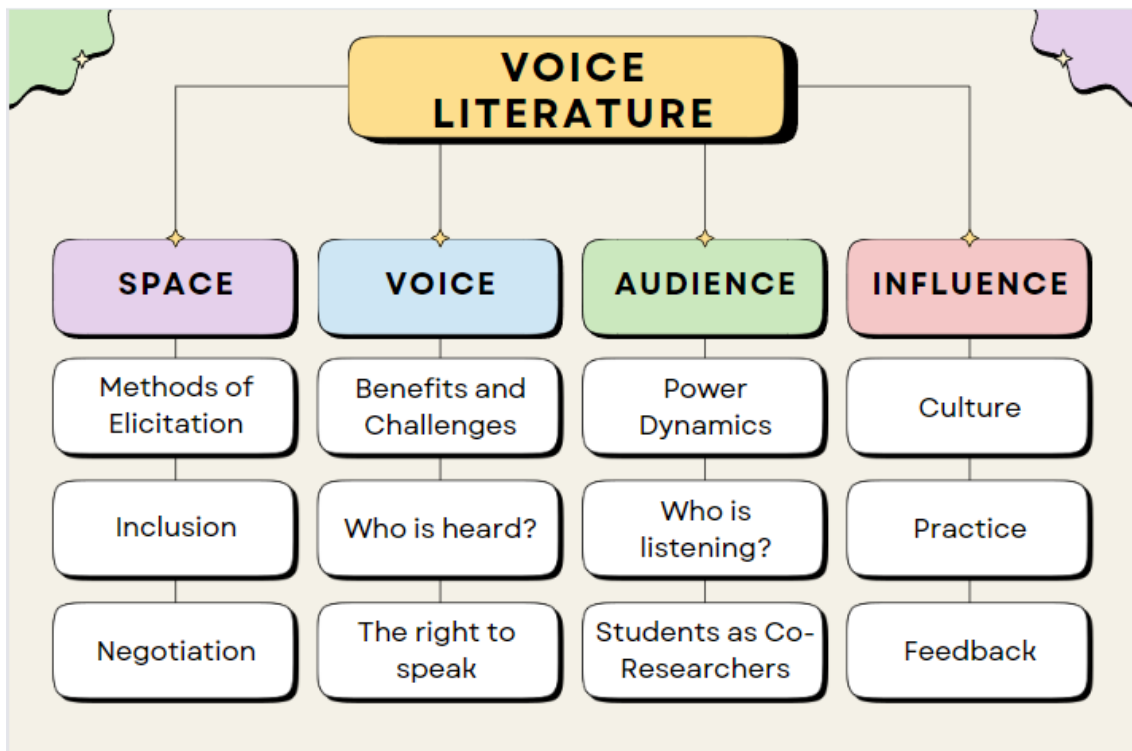 VOICE
LITERATURE
SPACE
VOICE
AUDIENCE
INFLUENCE
Methods of
Elicitation
Benefits and
Challenges
Power
Dynamics
Culture
Inclusion
Who is heard?
Who is
listening?
Practice
Negotiation
The right to
speak
Students as Co-
Researchers
Feedback